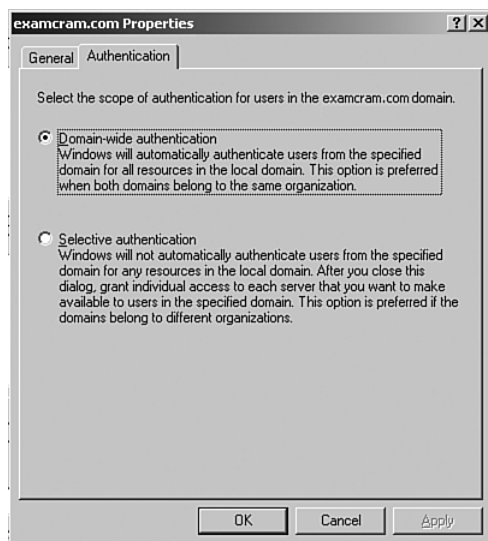 examcram.com Properties
General Authentication
Select the scope of authentication for users in the examcram.com domain.
Domain-wide authentication
Windows will automatically authenticate users from the specified
domain for all resources in the local domain. This option is preferred
when both domains belong to the same organization.
Selective authentication
Windows will not automatically authenticate users from the specified
domain for any resources in the local domain. After you close this
dialog, grant individual access to each server that you want to make
available to users in the specified domain. This option is preferred if the
domains belong to different organizations.
OK Cancel Apply